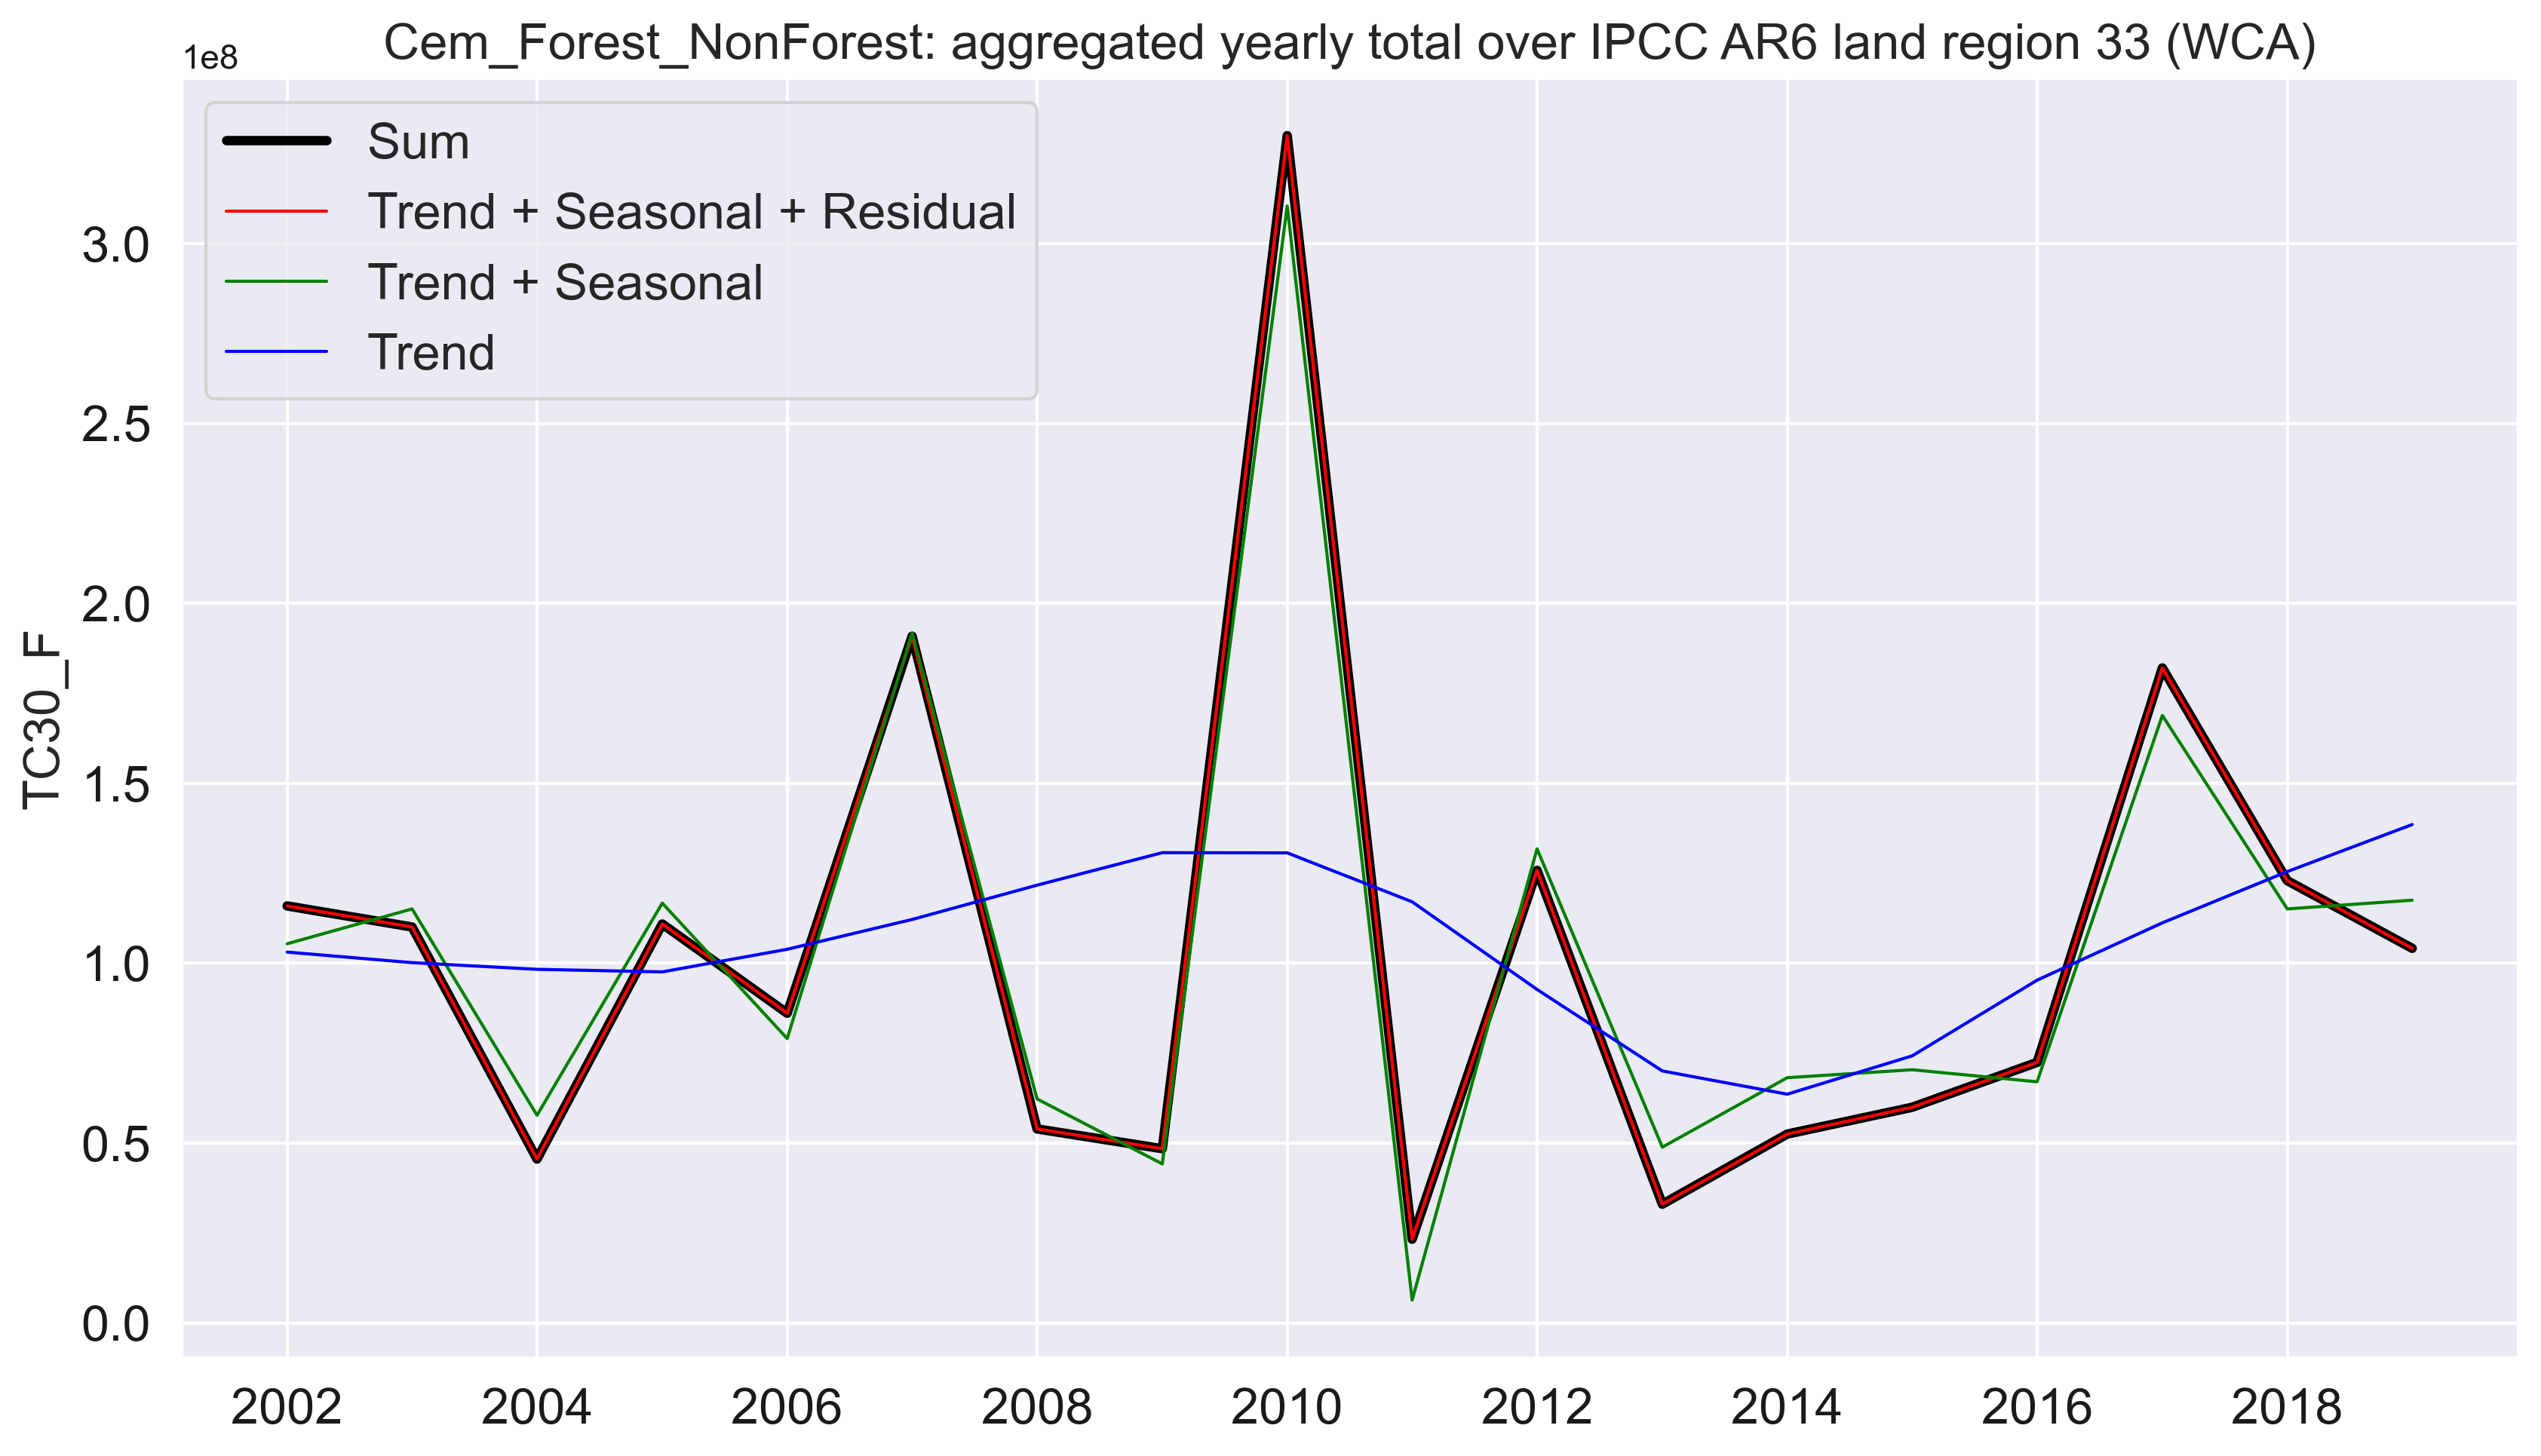 Cem_Forest_NonForest: aggregated yearly total over IPCC AR6 land region 33 (WCA)
1e8
Sum
Trend + Seasonal + Residual
Trend + Seasonal
Trend
3.0
2.5
2.0
1.5
1.0
0.5
0.0
TC30_F
2002 2004 2006 2008 2010 2012 2014 2016 2018